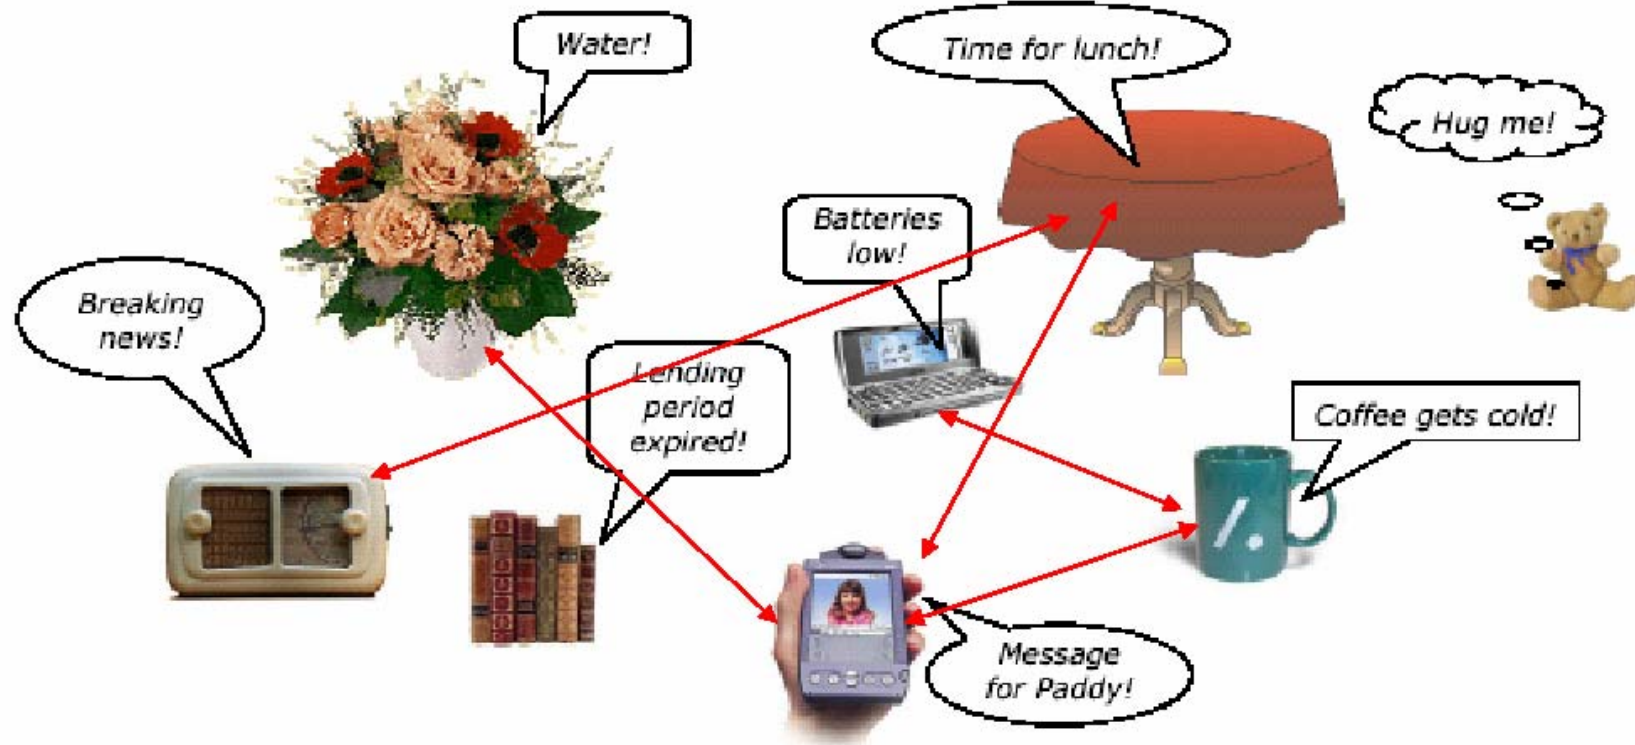 Water!
Time for lunch!
Hug me!
Batteries
low!
Breaking
news!
Lending
period
expired!
Coffee gets cold!
/.
Message
for Paddy!